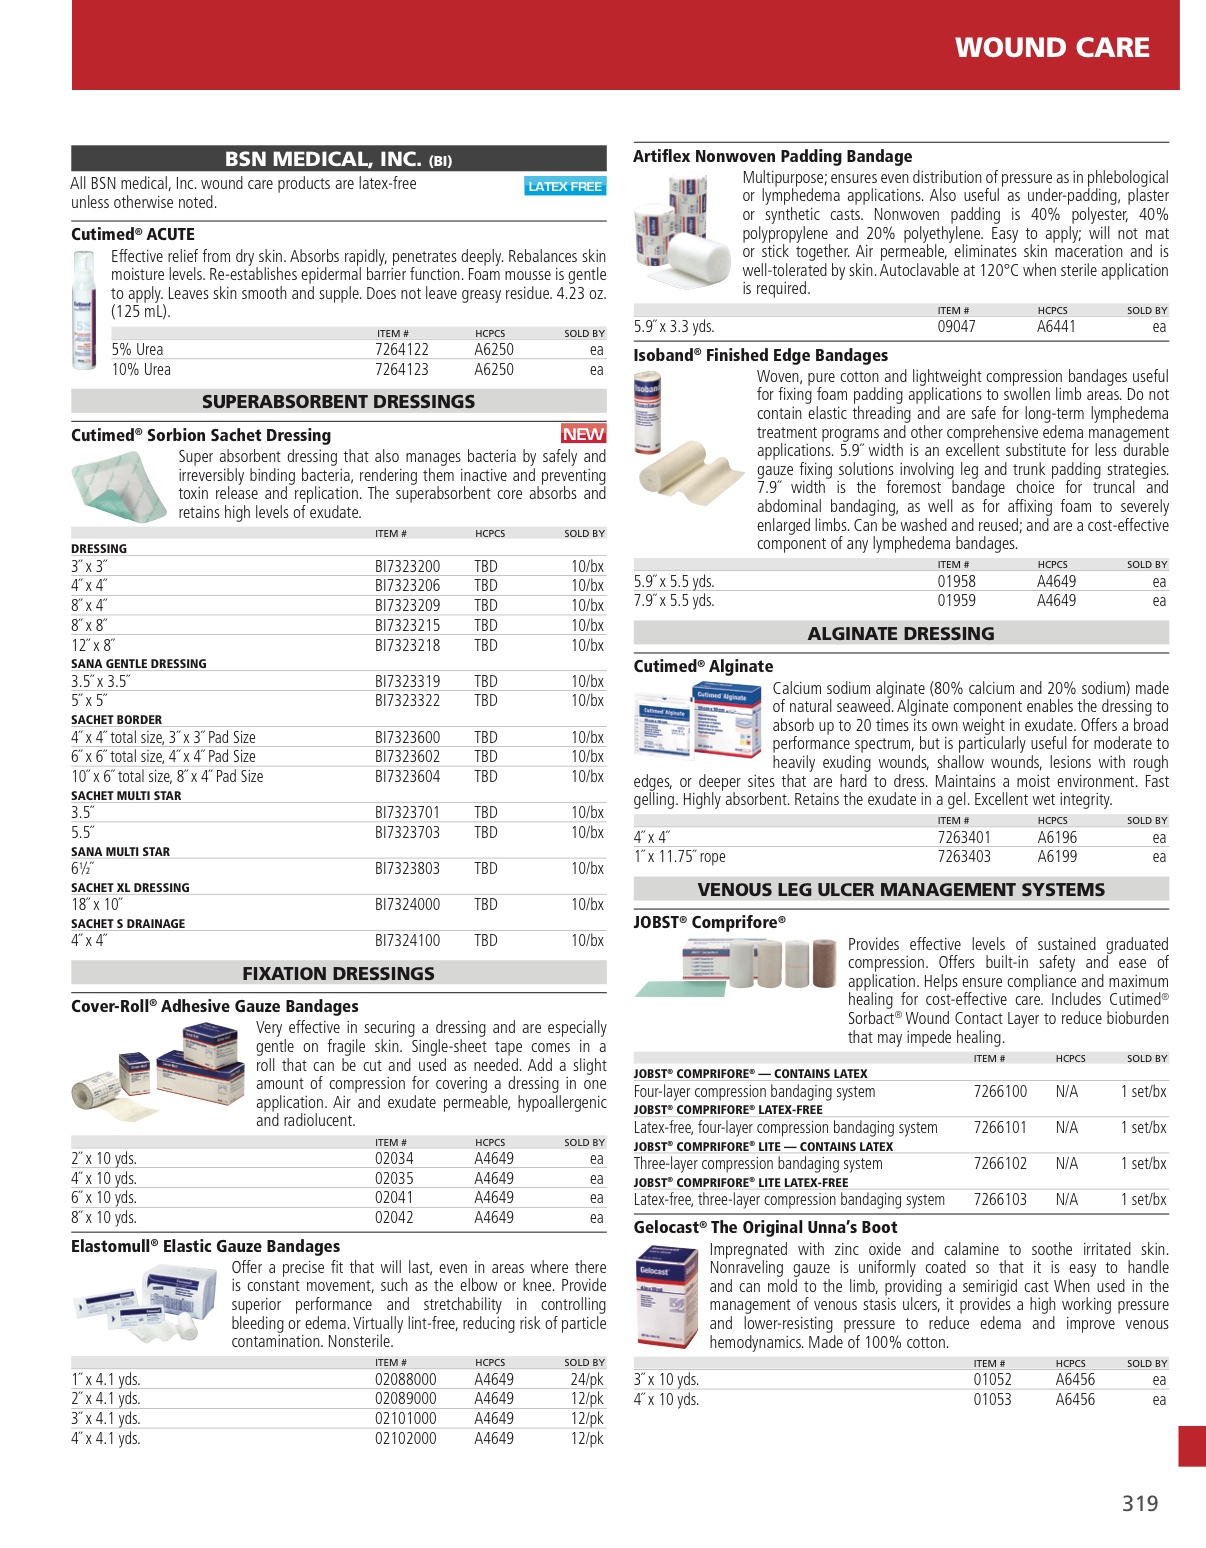 WOUND CARE
BSN MEDICAL, INC. (BI)
All BSN medical, Inc. wound care products are latex-free
unless otherwise noted.
LATEX FREE
Cutimed® ACUTE
Effective relief from dry skin. Absorbs rapidly, penetrates deeply. Rebalances skin
moisture levels. Re-establishes epidermal barrier function. Foam mousse is gentle
to apply. Leaves skin smooth and supple. Does not leave greasy residue. 4.23 oz.
(125 mL).
ITEM # HCPCS SOLD BY
5% Urea 7264122 A6250 ea
10% Urea 7264123 A6250 ea
SUPERABSORBENT DRESSINGS
Cutimed® Sorbion Sachet Dressing NEW
Super absorbent dressing that also manages bacteria by safely and
irreversibly binding bacteria, rendering them inactive and preventing
toxin release and replication. The superabsorbent core absorbs and
retains high levels of exudate.
ITEM # HCPCS SOLD BY
DRESSING
3˝ x 3˝ BI7323200 TBD 10/bx
4˝ x 4˝ BI7323206 TBD 10/bx
8˝ x 4˝ BI7323209 TBD 10/bx
8˝ x 8˝ BI7323215 TBD 10/bx
12˝ x 8˝ BI7323218 TBD 10/bx
SANA GENTLE DRESSING
3.5˝ x 3.5˝ BI7323319 TBD 10/bx
5˝ x 5˝ BI7323322 TBD 10/bx
SACHET BORDER
4˝ x 4˝ total size, 3˝ x 3˝ Pad Size BI7323600 TBD 10/bx
6˝ x 6˝ total size, 4˝ x 4˝ Pad Size BI7323602 TBD 10/bx
10˝ x 6˝ total size, 8˝ x 4˝ Pad Size BI7323604 TBD 10/bx
SACHET MULTI STAR
3.5˝ BI7323701 TBD 10/bx
5.5˝ BI7323703 TBD 10/bx
SANA MULTI STAR
6½˝ BI7323803 TBD 10/bx
SACHET XL DRESSING
18˝ x 10˝ BI7324000 TBD 10/bx
SACHET S DRAINAGE
4˝ x 4˝ BI7324100 TBD 10/bx
FIXATION DRESSINGS
Cover-Roll® Adhesive Gauze Bandages
Very effective in securing a dressing and are especially
gentle on fragile skin. Single-sheet tape comes in a
roll that can be cut and used as needed. Add a slight
amount of compression for covering a dressing in one
application. Air and exudate permeable, hypoallergenic
and radiolucent.
ITEM # HCPCS SOLD BY
2˝ x 10 yds. 02034 A4649 ea
4˝ x 10 yds. 02035 A4649 ea
6˝ x 10 yds. 02041 A4649 ea
8˝ x 10 yds. 02042 A4649 ea
Elastomull® Elastic Gauze Bandages
Offer a precise fit that will last, even in areas where there
is constant movement, such as the elbow or knee. Provide
superior performance and stretchability in controlling
bleeding or edema. Virtually lint-free, reducing risk of particle
contamination. Nonsterile.
ITEM # HCPCS SOLD BY
1˝ x 4.1 yds. 02088000 A4649 24/pk
2˝ x 4.1 yds. 02089000 A4649 12/pk
3˝ x 4.1 yds. 02101000 A4649 12/pk
4˝ x 4.1 yds. 02102000 A4649 12/pk
Artiflex Nonwoven Padding Bandage
Multipurpose; ensures even distribution of pressure as in phlebological
or lymphedema applications. Also useful as under-padding, plaster
or synthetic casts. Nonwoven padding is 40% polyester, 40%
polypropylene and 20% polyethylene. Easy to apply; will not mat
or stick together. Air permeable, eliminates skin maceration and is
well-tolerated by skin. Autoclavable at 120°C when sterile application
is required.
ITEM # HCPCS SOLD BY
5.9˝ x 3.3 yds. 09047 A6441 ea
Isoband® Finished Edge Bandages
Isoband
Woven, pure cotton and lightweight compression bandages useful
for fixing foam padding applications to swollen limb areas. Do not
contain elastic threading and are safe for long-term lymphedema
treatment programs and other comprehensive edema management
applications. 5.9˝ width is an excellent substitute for less durable
gauze fixing solutions involving leg and trunk padding strategies.
7.9˝ width is the foremost bandage choice for truncal and
abdominal bandaging, as well as for affixing foam to severely
enlarged limbs. Can be washed and reused; and are a cost-effective
component of any lymphedema bandages.
ITEM # HCPCS SOLD BY
5.9˝ x 5.5 yds. 01958 A4649 ea
7.9˝ x 5.5 yds. 01959 A4649 ea
ALGINATE DRESSING
Cutimed® Alginate
Cutimed Alginate
Cutimed Alginate
Calcium sodium alginate (80% calcium and 20% sodium) made
of natural seaweed. Alginate component enables the dressing to
absorb up to 20 times its own weight in exudate. Offers a broad
performance spectrum, but is particularly useful for moderate to
heavily exuding wounds, shallow wounds, lesions with rough
edges, or deeper sites that are hard to dress. Maintains a moist environment. Fast
gelling. Highly absorbent. Retains the exudate in a gel. Excellent wet integrity.
ITEM # HCPCS SOLD BY
4˝ x 4˝ 7263401 A6196 ea
1˝ x 11.75˝ rope 7263403 A6199 ea
VENOUS LEG ULCER MANAGEMENT SYSTEMS
JOBST® Comprifore®
Provides effective levels of sustained graduated
compression. Offers built-in safety and ease of
application. Helps ensure compliance and maximum
healing for cost-effective care. Includes Cutimed®
Sorbact® Wound Contact Layer to reduce bioburden
that may impede healing.
ITEM # HCPCS SOLD BY
JOBST® COMPRIFORE® — CONTAINS LATEX
Four-layer compression bandaging system 7266100 N/A 1 set/bx
JOBST® COMPRIFORE® LATEX-FREE
Latex-free, four-layer compression bandaging system 7266101 N/A 1 set/bx
JOBST® COMPRIFORE® LITE — CONTAINS LATEX
Three-layer compression bandaging system 7266102 N/A 1 set/bx
JOBST® COMPRIFORE® LITE LATEX-FREE
Latex-free, three-layer compression bandaging system 7266103 N/A 1 set/bx
Gelocast® The Original Unna's Boot
Gelocast
Impregnated with zinc oxide and calamine to soothe irritated skin.
Nonraveling gauze is uniformly coated so that it is easy to handle
and can mold to the limb, providing a semirigid cast When used in the
management of venous stasis ulcers, it provides a high working pressure
and lower-resisting pressure to reduce edema and improve venous
hemodynamics. Made of 100% cotton.
ITEM # HCPCS SOLD BY
3˝ x 10 yds. 01052 A6456 ea
4˝ x 10 yds. 01053 A6456 ea
319